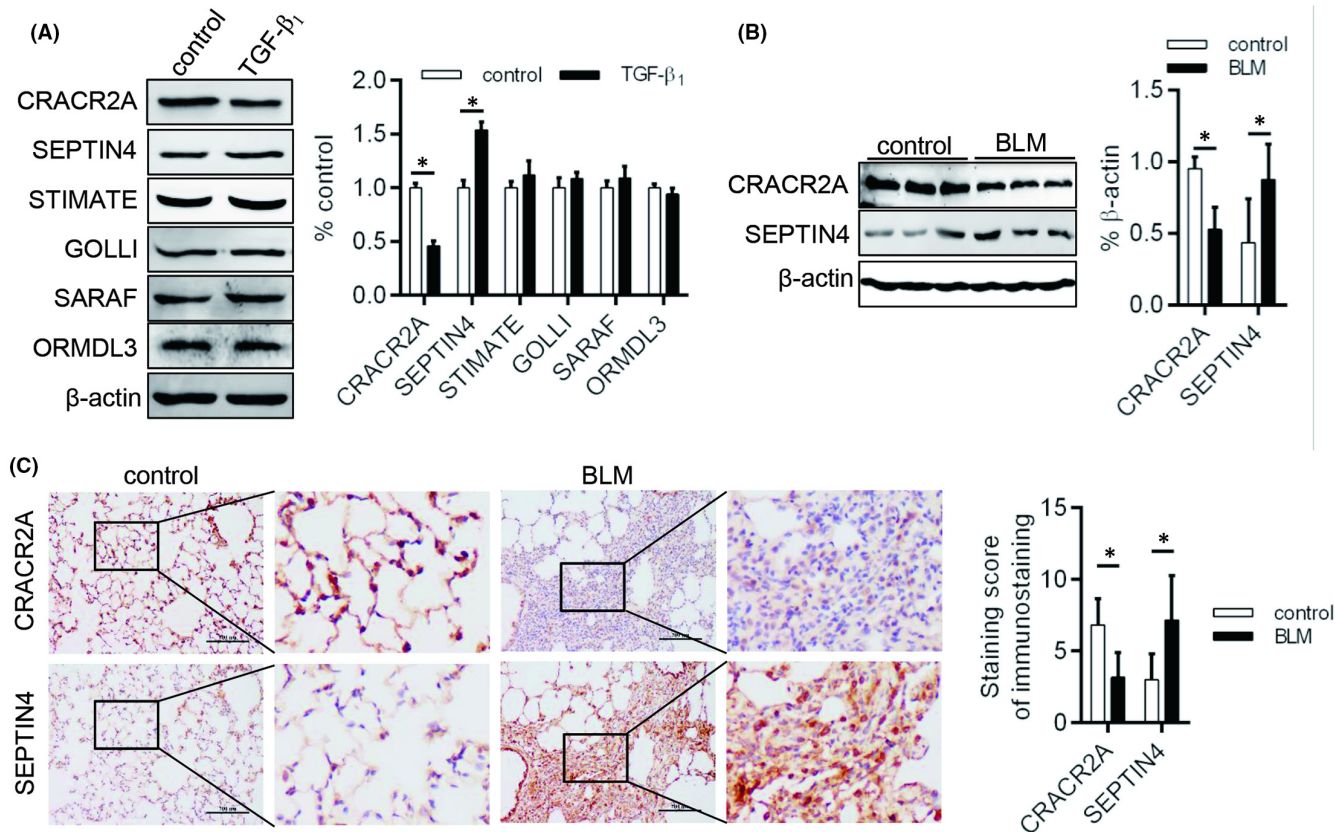 (A)
control TGF-β1
CRACR2A
SEPTIN4
STIMATE
GOLLI
SARAF
ORMDL3
β-actin
control TGF-β1
% control
2.0
1.5
1.0
0.5
0.0
* *
CRACR2A SEPTIN4 STIMATE GOLLI SARAF ORMDL3
(B)
control BLM
CRACR2A
SEPTIN4
β-actin
control
BLM
% β-actin
1.5
1.0
0.5
0.0
* *
CRACR2A SEPTIN4
(C)
control BLM
CRACR2A
SEPTIN4
Staining score
of immunostaining
15
10
5
0
* *
CRACR2A SEPTIN4
control
BLM